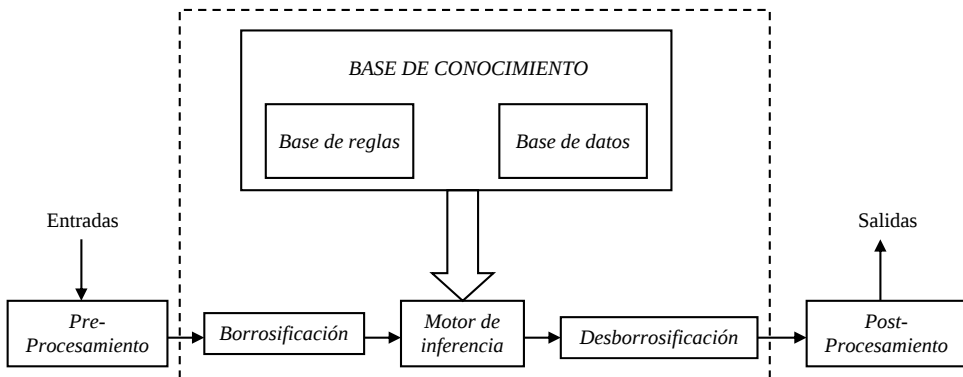 BASE DE CONOCIMIENTO
Base de reglas
Base de datos
Entradas
Salidas
Pre-
Procesamiento
Borrosificación
Motor de
inferencia
Desborrosificación
Post-
Procesamiento